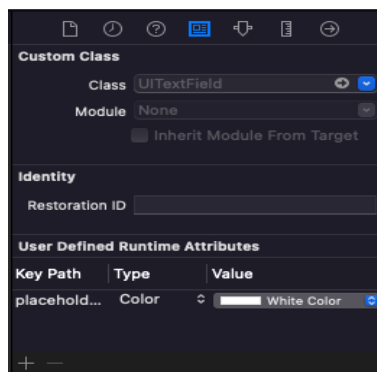 Custom Class
Class UITextField
Module None
Inherit Module From Target
Identity
Restoration ID
User Defined Runtime Attributes
Key Path Type Value
placehold... Color White Color